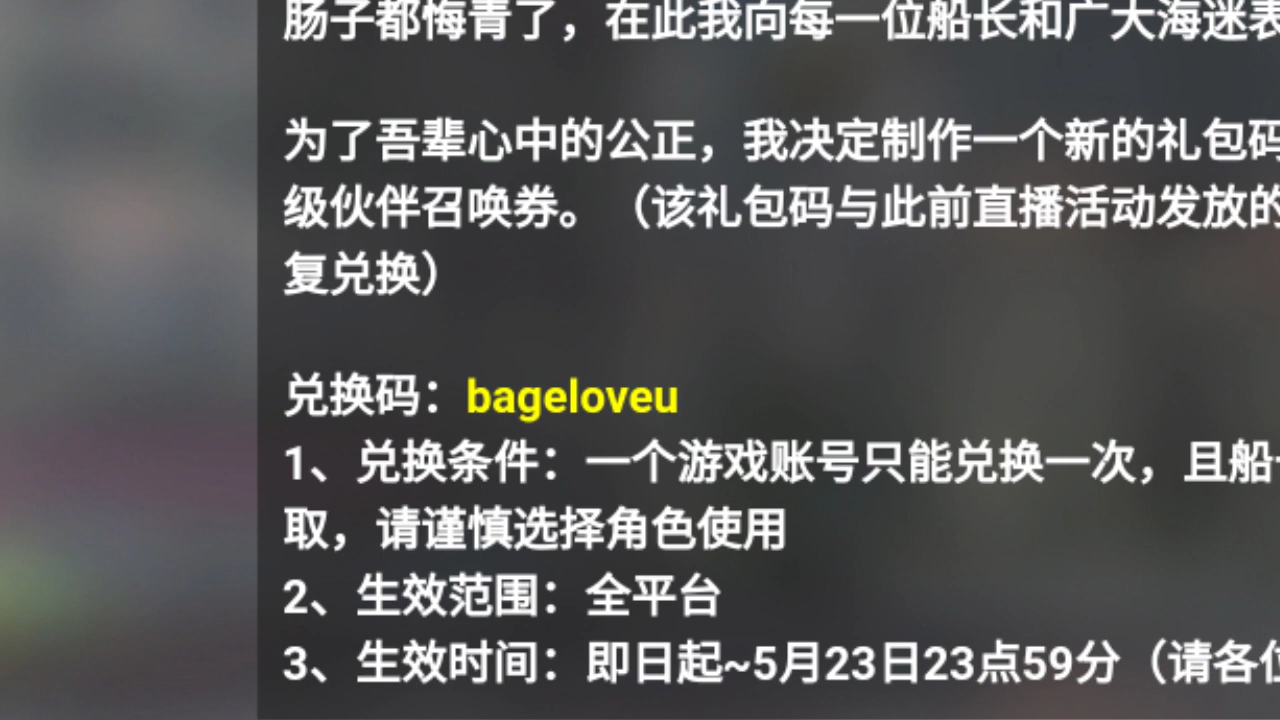 肠子都悔青了，在此我向每一位船长和广大海迷表
为了吾辈心中的公正，我决定制作一个新的礼包码
级伙伴召唤券。（该礼包码与此前直播活动发放的
复兑换）
兑换码：bageloveu
1、兑换条件：一个游戏账号只能兑换一次，且船
取，请谨慎选择角色使用
2、生效范围：全平台
3、生效时间：即日起~5月23日23点59分（请各位